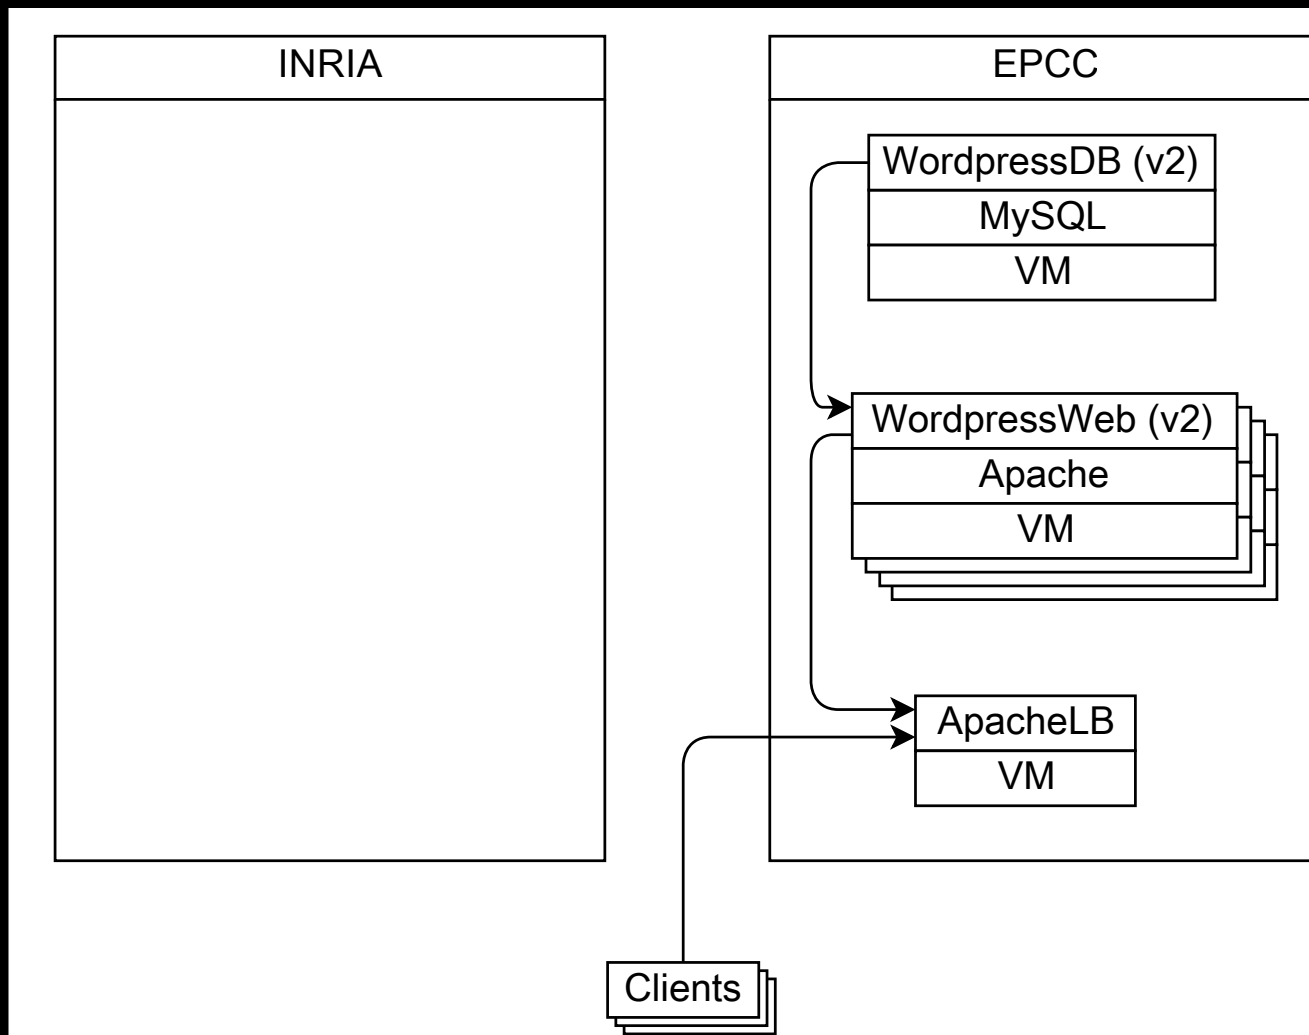 INRIA
EPCC
WordpressDB (v2)
MySQL
VM
WordpressWeb (v2)
Apache
VM
ApacheLB
VM
Clients